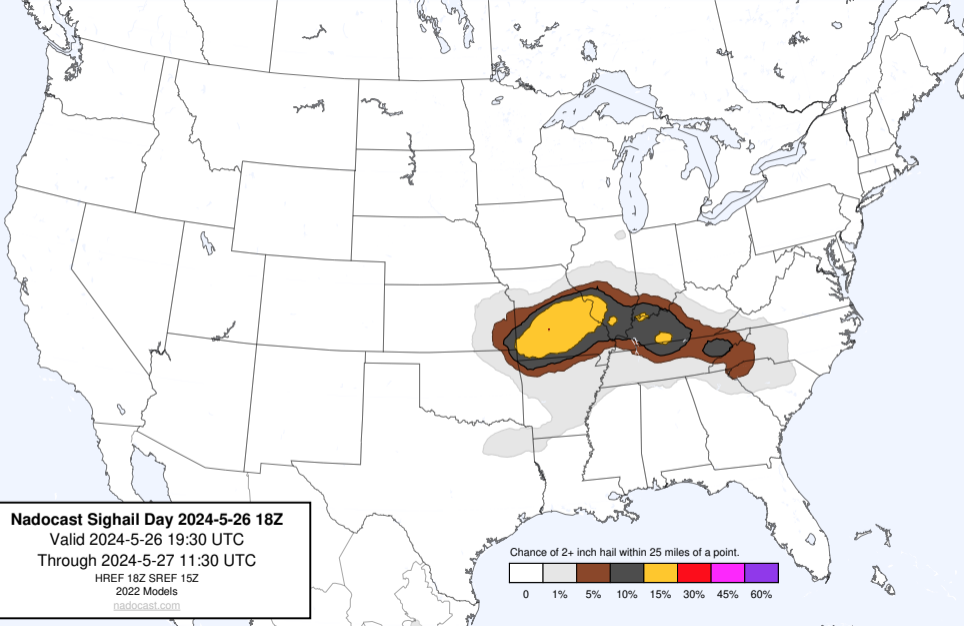 Nadocast Sighail Day 2024-5-26 18Z
Valid 2024-5-26 19:30 UTC
Through 2024-5-27 11:30 UTC
HREF 18Z SREF 15Z
2022 Models
nadocast.com
Chance of 2+ inch hail within 25 miles of a point.
0 1% 5% 10% 15% 30% 45% 60%